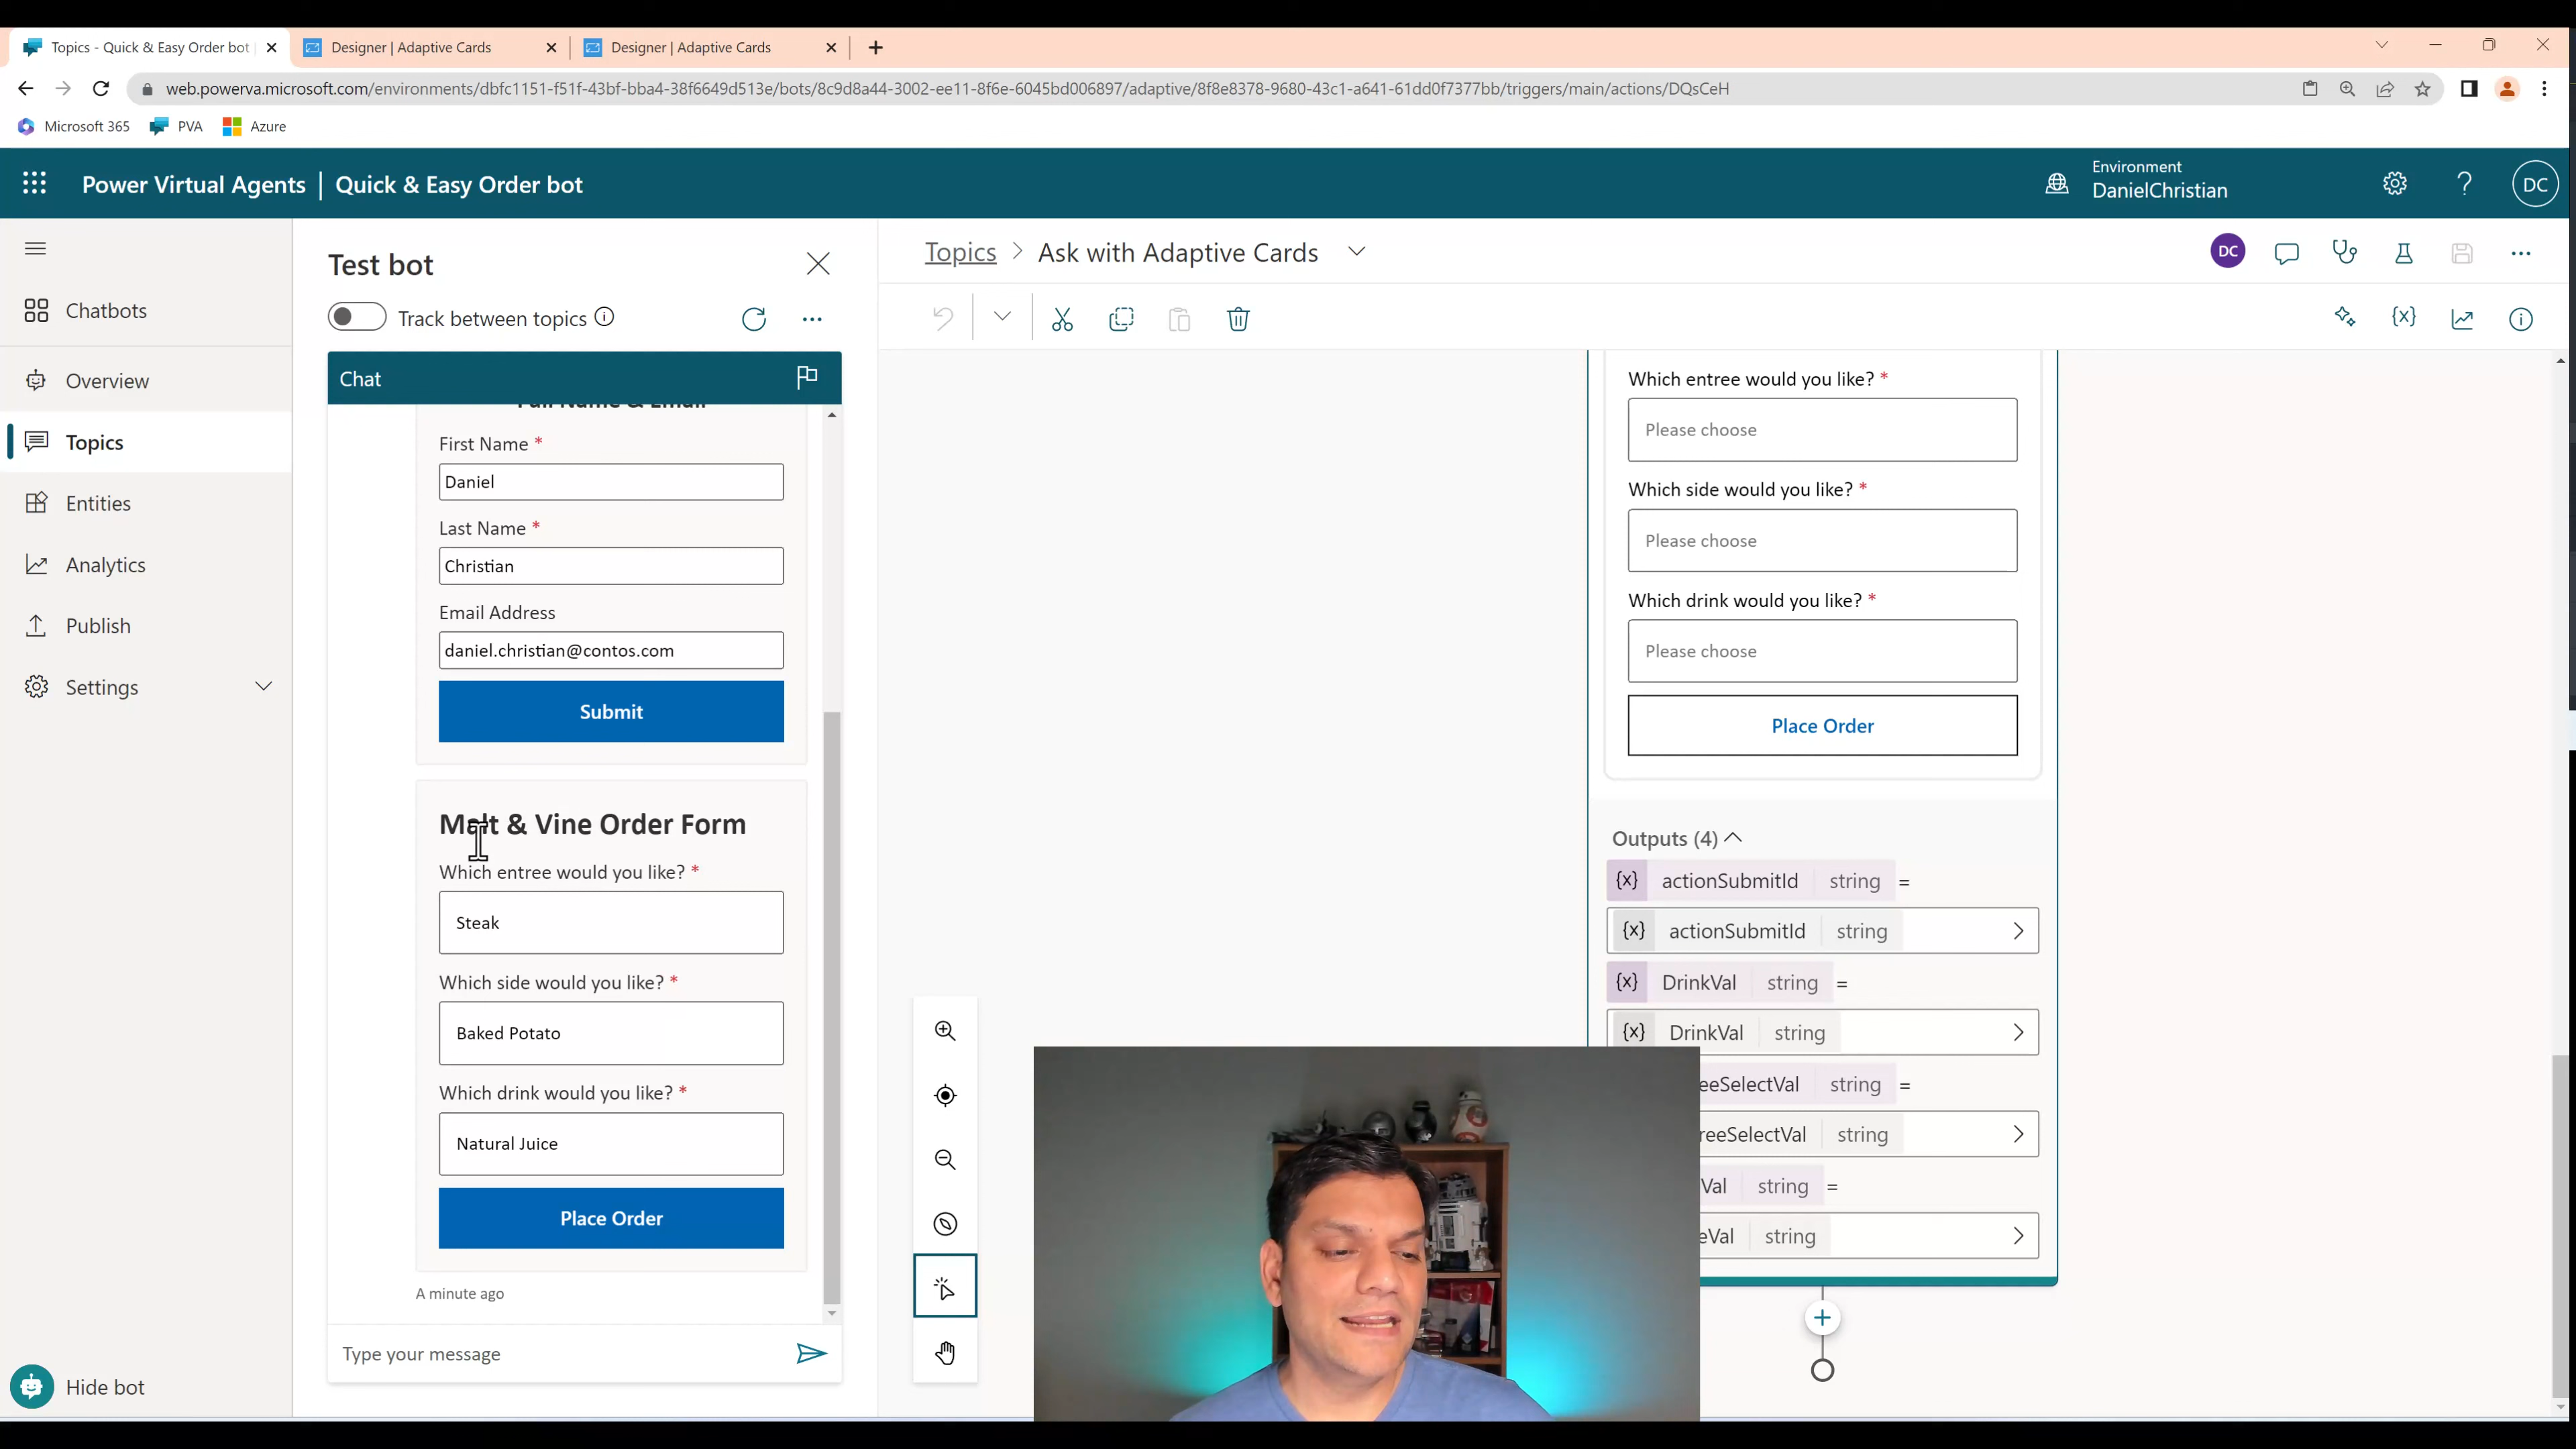 Topics - Quick & Easy Order bot
Designer | Adaptive Cards
Designer | Adaptive Cards
web.powerva.microsoft.com/environments/dbfc1151-f51f-43bf-bba4-38f6649d513e/bots/8c9d8a44-3002-ee11-8f6e-6045bd006897/adaptive/8f8e8378-9680-43c1-a641-61dd0f7377bb/triggers/main/actions/DQsCeH
Microsoft 365
PVA
Azure
Power Virtual Agents | Quick & Easy Order bot
Environment
DanielChristian
DC
Chatbots
Overview
Topics
Entities
Analytics
Publish
Settings
Hide bot
Test bot
Track between topics
Chat
Full Name & Email
First Name *
Daniel
Last Name *
Christian
Email Address
daniel.christian@contos.com
Submit
Malt & Vine Order Form
Which entree would you like? *
Steak
Which side would you like? *
Baked Potato
Which drink would you like? *
Natural Juice
Place Order
A minute ago
Type your message
Topics > Ask with Adaptive Cards
DC
{x}
Which entree would you like? *
Please choose
Which side would you like? *
Please choose
Which drink would you like? *
Please choose
Place Order
Outputs (4)
{x} actionSubmitId string =
{x} actionSubmitId string
{x} DrinkVal string =
{x} DrinkVal string
eeSelectVal string =
reeSelectVal string
Val string =
eVal string